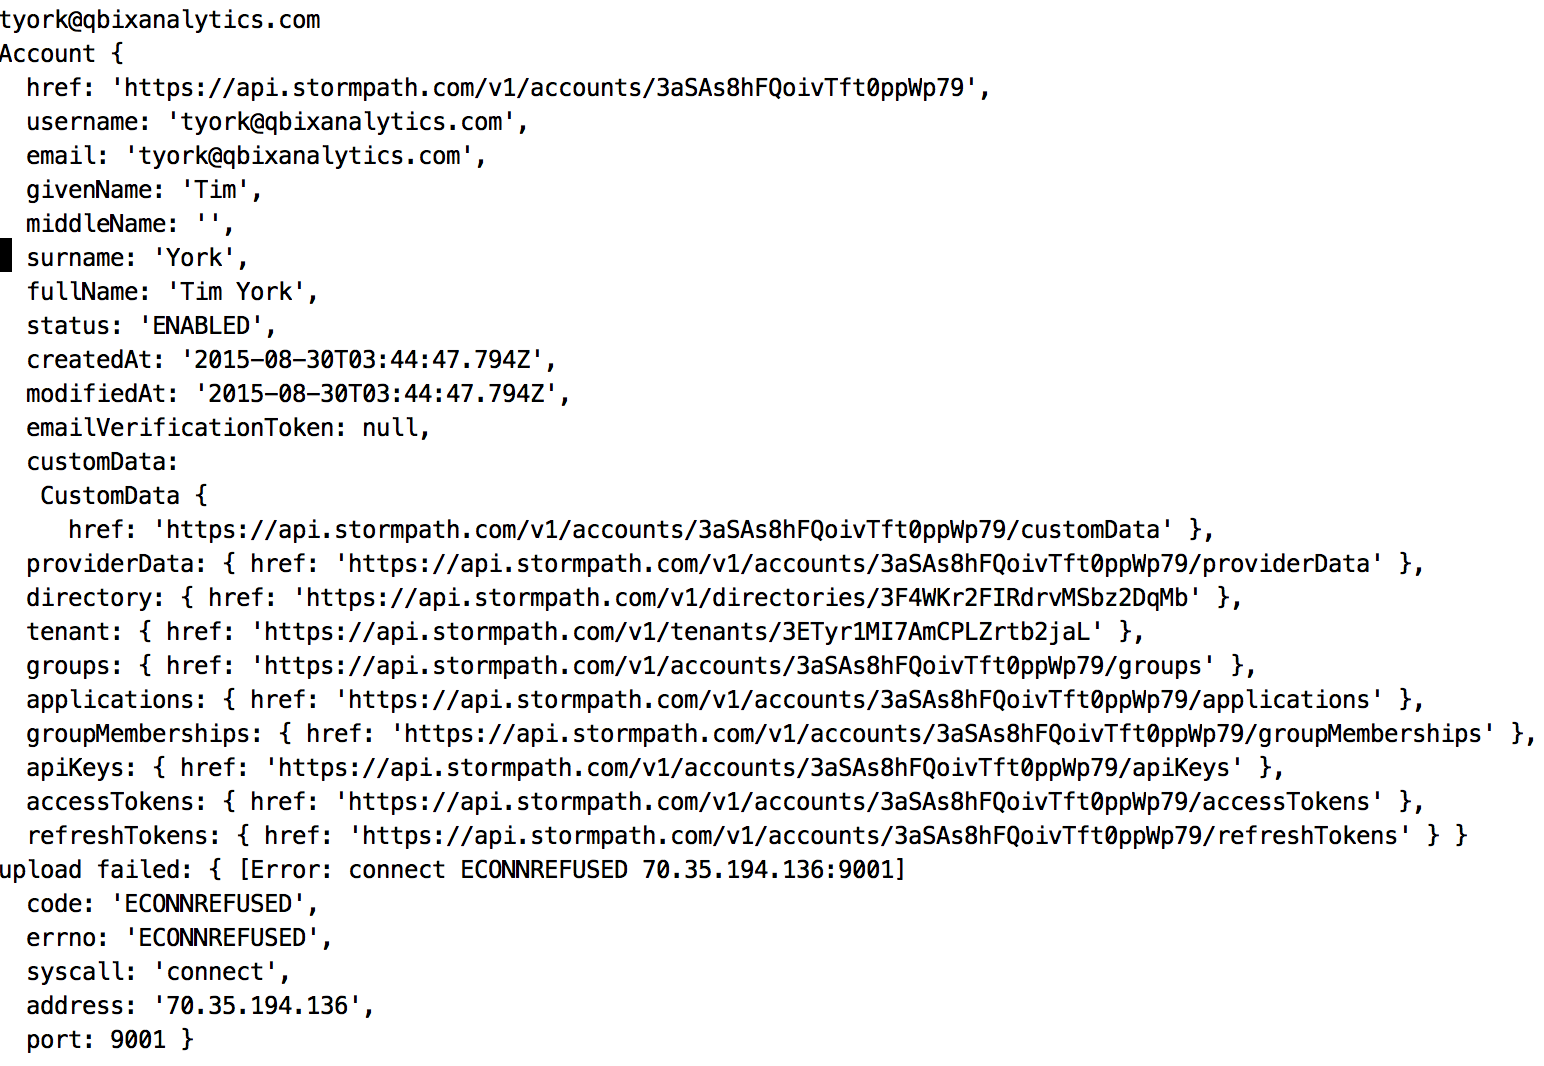 tyork@qbixanalytics.com
Account {
  href: 'https://api.stormpath.com/v1/accounts/3aSAs8hFQoivTft0ppWp79',
  username: 'tyork@qbixanalytics.com',
  email: 'tyork@qbixanalytics.com',
  givenName: 'Tim',
  middleName: '',
  surname: 'York',
  fullName: 'Tim York',
  status: 'ENABLED',
  createdAt: '2015-08-30T03:44:47.794Z',
  modifiedAt: '2015-08-30T03:44:47.794Z',
  emailVerificationToken: null,
  customData:
   CustomData {
     href: 'https://api.stormpath.com/v1/accounts/3aSAs8hFQoivTft0ppWp79/customData' },
  providerData: { href: 'https://api.stormpath.com/v1/accounts/3aSAs8hFQoivTft0ppWp79/providerData' },
  directory: { href: 'https://api.stormpath.com/v1/directories/3F4WKr2FIRdrvMSbz2DqMb' },
  tenant: { href: 'https://api.stormpath.com/v1/tenants/3ETyr1MI7AmCPLZrtb2jaL' },
  groups: { href: 'https://api.stormpath.com/v1/accounts/3aSAs8hFQoivTft0ppWp79/groups' },
  applications: { href: 'https://api.stormpath.com/v1/accounts/3aSAs8hFQoivTft0ppWp79/applications' },
  groupMemberships: { href: 'https://api.stormpath.com/v1/accounts/3aSAs8hFQoivTft0ppWp79/groupMemberships' },
  apiKeys: { href: 'https://api.stormpath.com/v1/accounts/3aSAs8hFQoivTft0ppWp79/apiKeys' },
  accessTokens: { href: 'https://api.stormpath.com/v1/accounts/3aSAs8hFQoivTft0ppWp79/accessTokens' },
  refreshTokens: { href: 'https://api.stormpath.com/v1/accounts/3aSAs8hFQoivTft0ppWp79/refreshTokens' } }
upload failed: { [Error: connect ECONNREFUSED 70.35.194.136:9001]
  code: 'ECONNREFUSED',
  errno: 'ECONNREFUSED',
  syscall: 'connect',
  address: '70.35.194.136',
  port: 9001 }